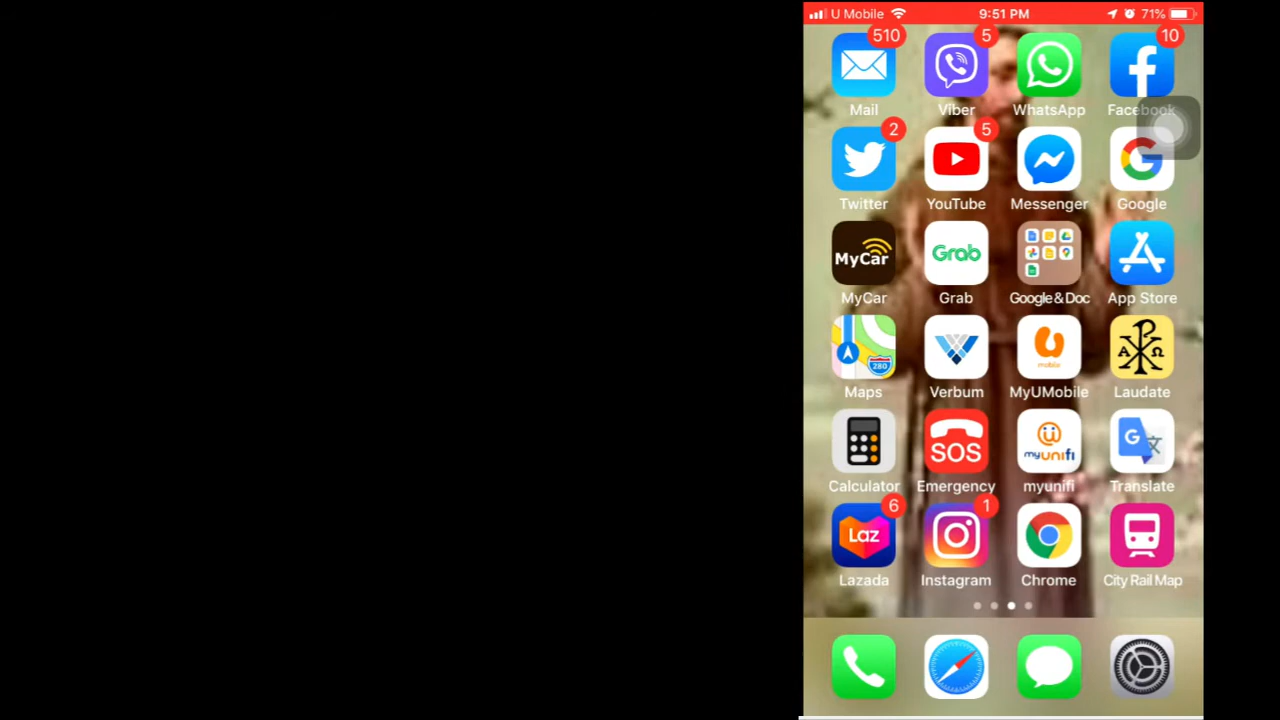 U Mobile 9:51 PM 71%
510 5 10
Mail Viber WhatsApp Facebook
2 5
Twitter YouTube Messenger Google
MyCar Grab
MyCar Grab Google & Doc App Store
280 mobile Α Ω
Maps Verbum MyUMobile Laudate
SOS myunifi G
Calculator Emergency myunifi Translate
6 1
Laz
Lazada Instagram Chrome City Rail Map